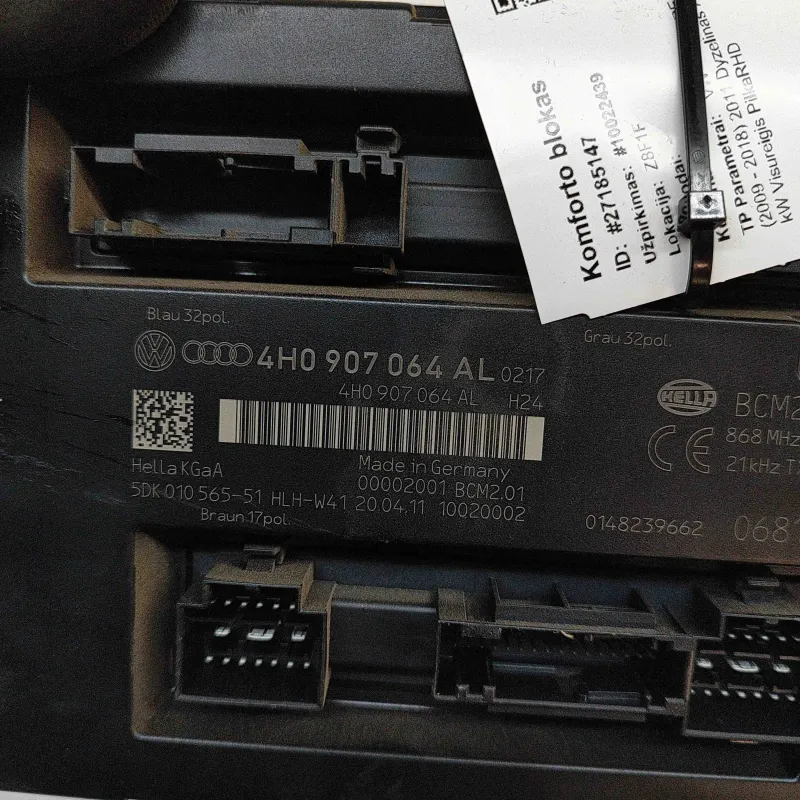 Komforto blokas
ID: #27185147
Užpirkimas: #10022439
Lokacija: Z8F1F
TP Parametrai:
(2009 -2018) 2011 Dyzelinas
kW Visureigis PilkaRHD
Blau 32pol.
Grau 32pol.
4H0 907 064 AL 0217
4H0 907 064 AL H24
HELLA
BCM2
868 MHz
21kHz
Hella KGaA
Made in Germany
5DK 010 565-51 HLH-W41 20.04.11 10020002
00002001 BCM2.01
Braun 17pol.
0148239662
068